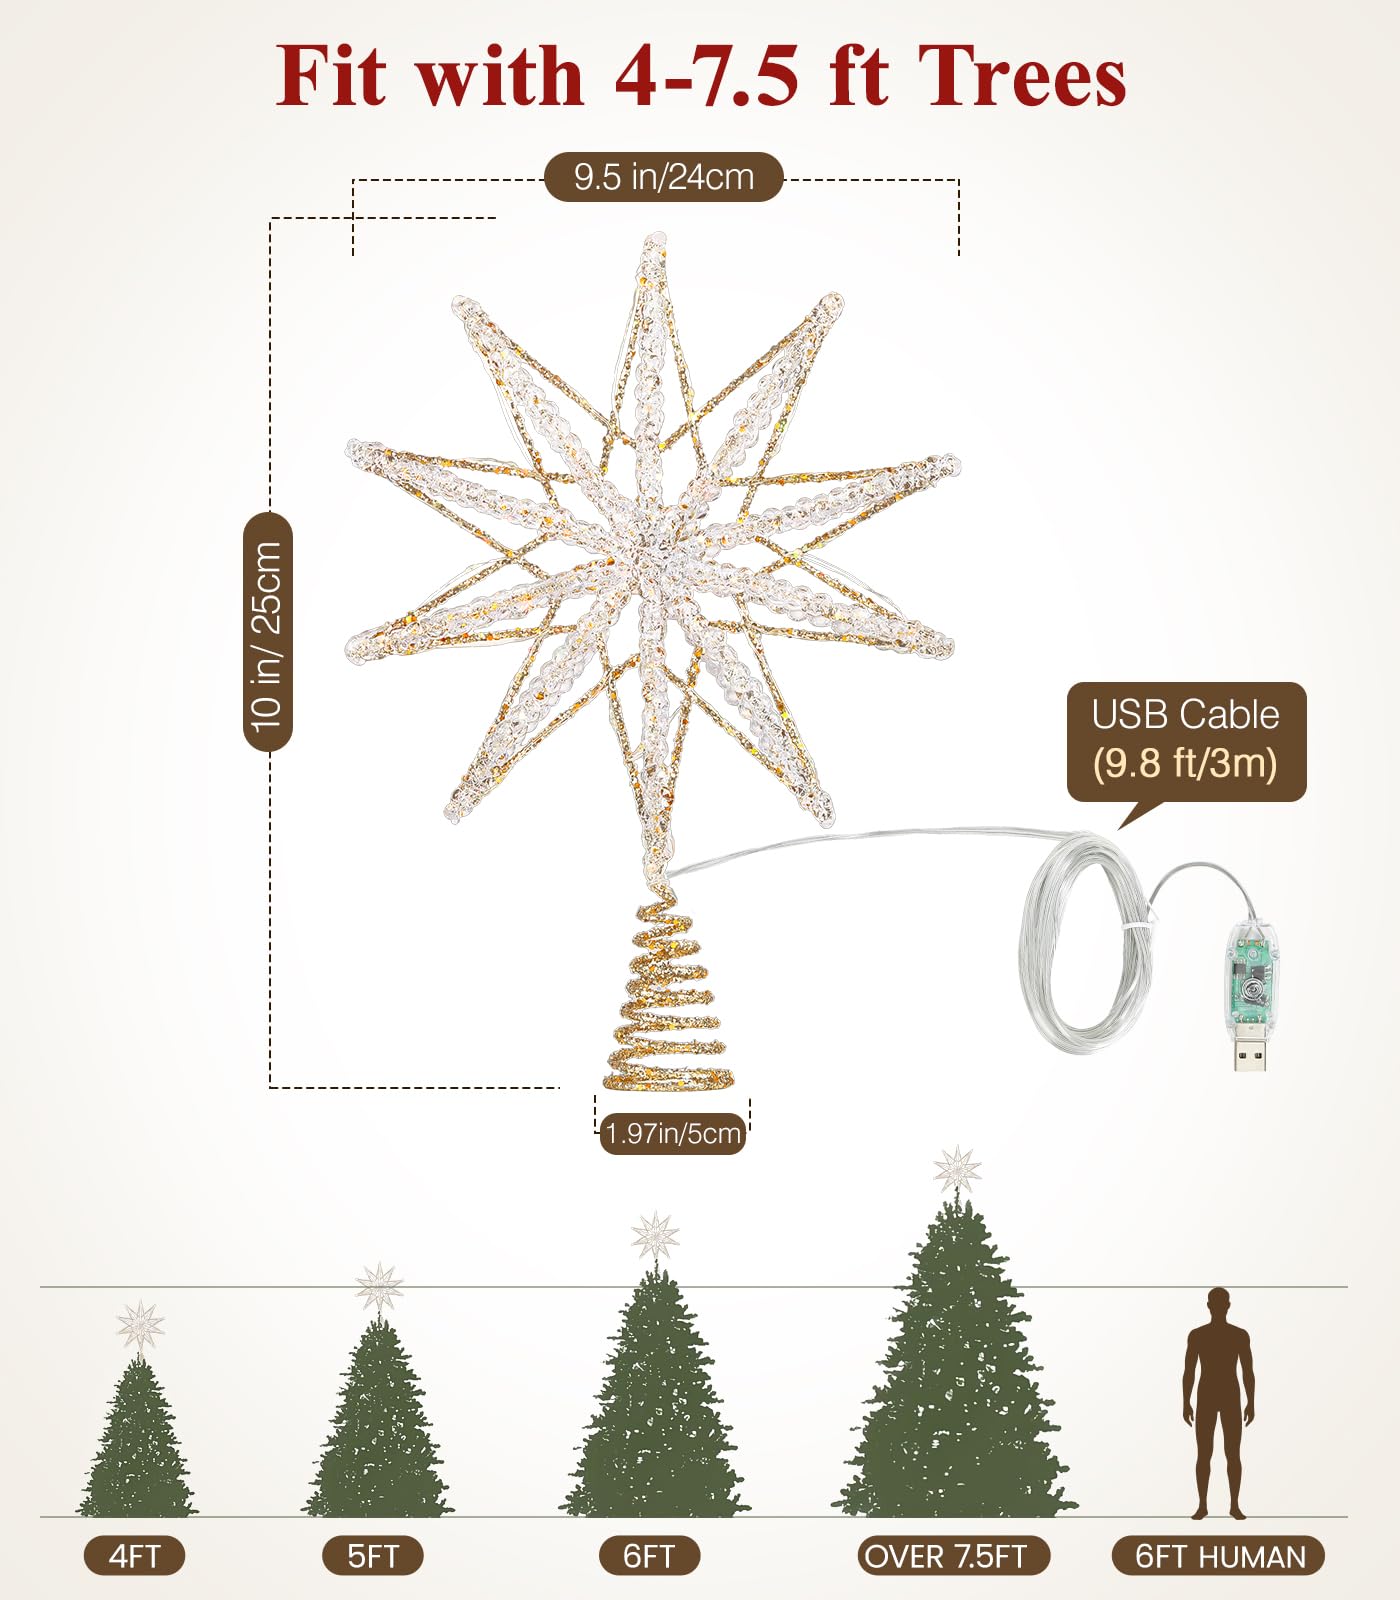 Fit with 4-7.5 ft Trees
9.5 in/24cm
10 in/ 25cm
USB Cable
(9.8 ft/3m)
1.97in/5cm
4FT
5FT
6FT
OVER 7.5FT
6FT HUMAN